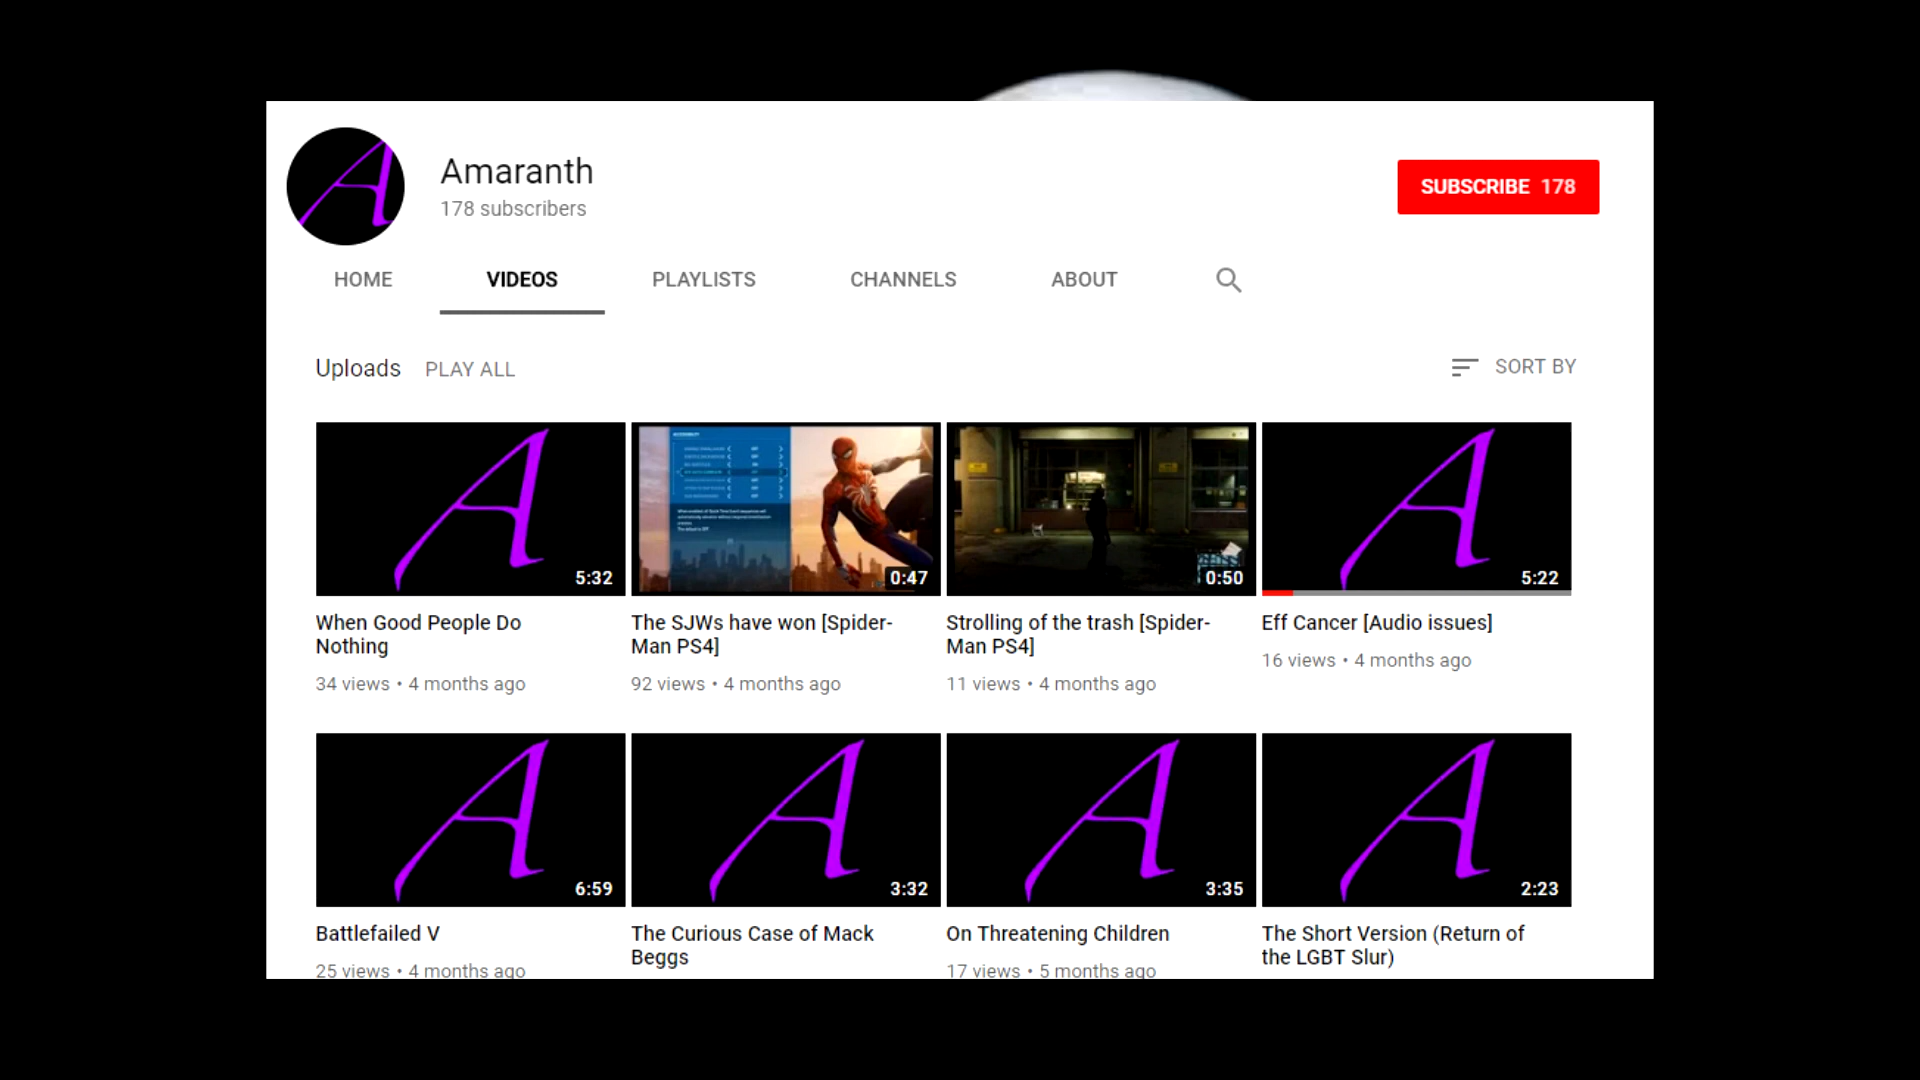 Amaranth
178 subscribers
SUBSCRIBE 178
HOME
VIDEOS
PLAYLISTS
CHANNELS
ABOUT
Uploads
PLAY ALL
SORT BY
5:32
0:47
0:50
5:22
When Good People Do
Nothing
34 views • 4 months ago
The SJWs have won [Spider-
Man PS4]
92 views • 4 months ago
Strolling of the trash [Spider-
Man PS4]
11 views • 4 months ago
Eff Cancer [Audio issues]
16 views • 4 months ago
6:59
3:32
3:35
2:23
Battlefailed V
25 views • 4 months ago
The Curious Case of Mack
Beggs
On Threatening Children
17 views • 5 months ago
The Short Version (Return of
the LGBT Slur)